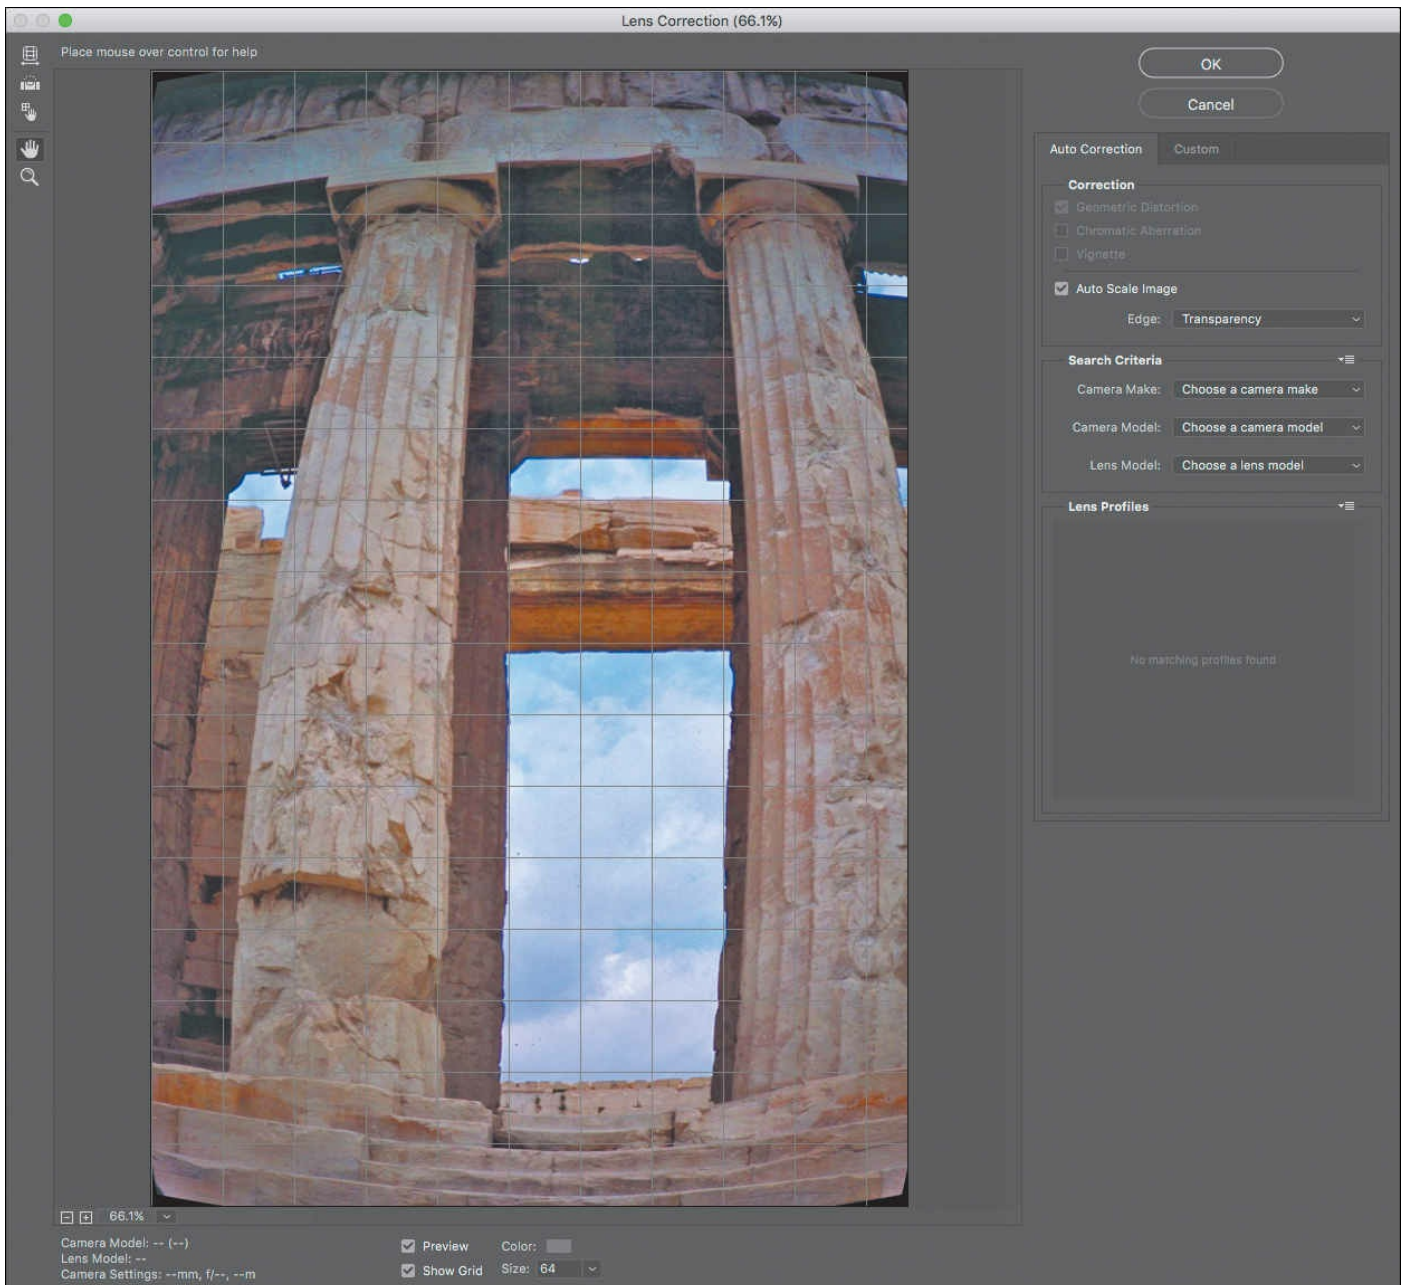 Lens Correction (66.1%)
Place mouse over control for help
OK
Cancel
Auto Correction Custom
Correction
Geometric Distortion
Chromatic Aberration
Vignette
Auto Scale Image
Edge: Transparency
Search Criteria
Camera Make: Choose a camera make
Camera Model: Choose a camera model
Lens Model: Choose a lens model
Lens Profiles
No matching profiles found
66.1%
Camera Model: -- (--)
Lens Model: --
Camera Settings: --mm, f/--, --m
Preview Color:
Show Grid Size: 64